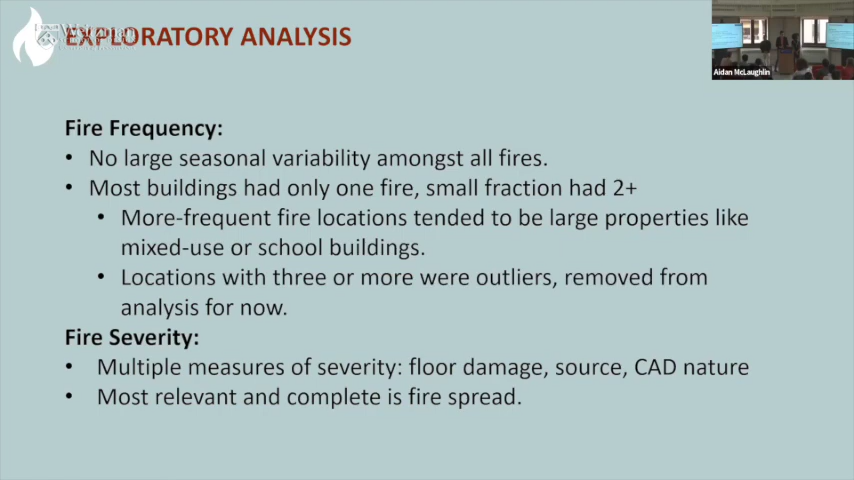 EXPLORATORY ANALYSIS
Aidan McLaughlin
Fire Frequency:
• No large seasonal variability amongst all fires.
• Most buildings had only one fire, small fraction had 2+
• More-frequent fire locations tended to be large properties like
mixed-use or school buildings.
• Locations with three or more were outliers, removed from
analysis for now.
Fire Severity:
• Multiple measures of severity: floor damage, source, CAD nature
• Most relevant and complete is fire spread.